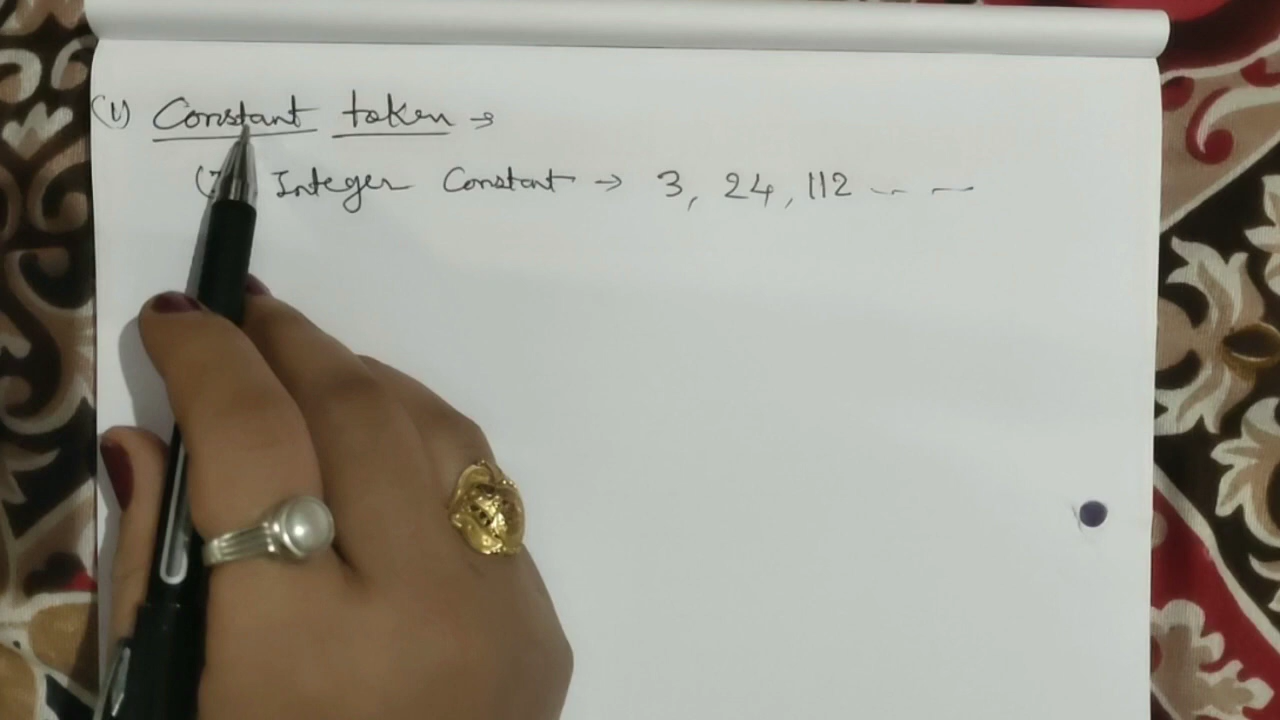 (1) Constant token →
Integer Constant → 3, 24, 112 -- —